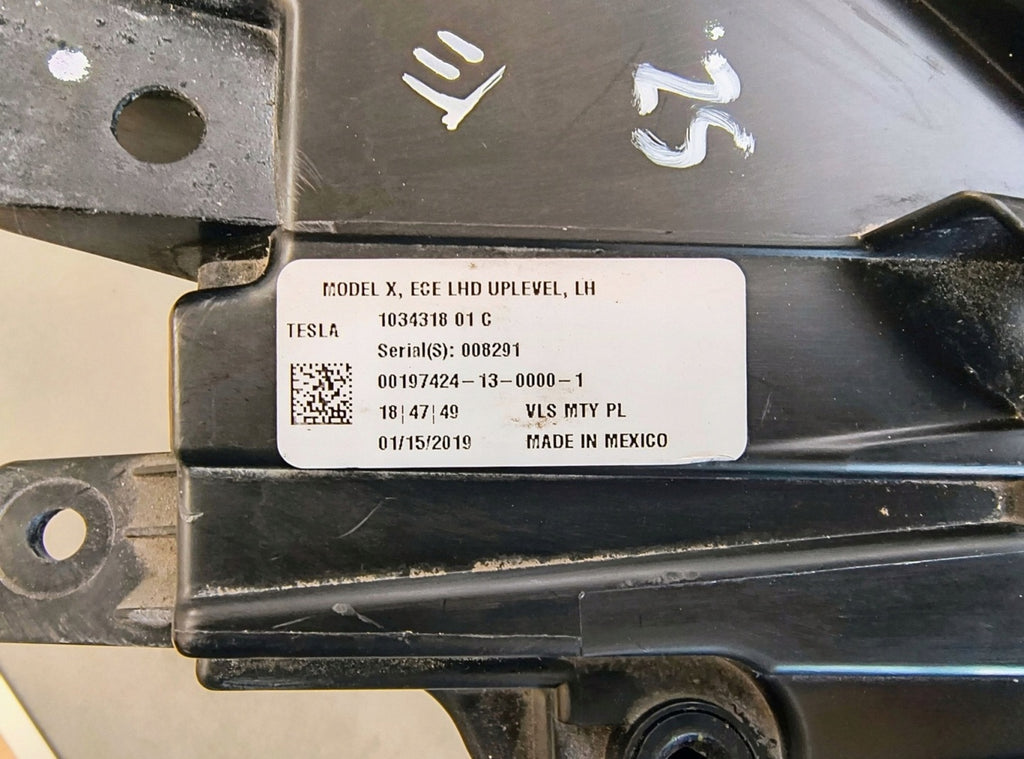 MODEL X, ECE LHD UPLEVEL, LH
TESLA
1034318 01 C
Serial(S): 008291
00197424-13-0000-1
18|47|49 VLS MTY PL
01/15/2019 MADE IN MEXICO